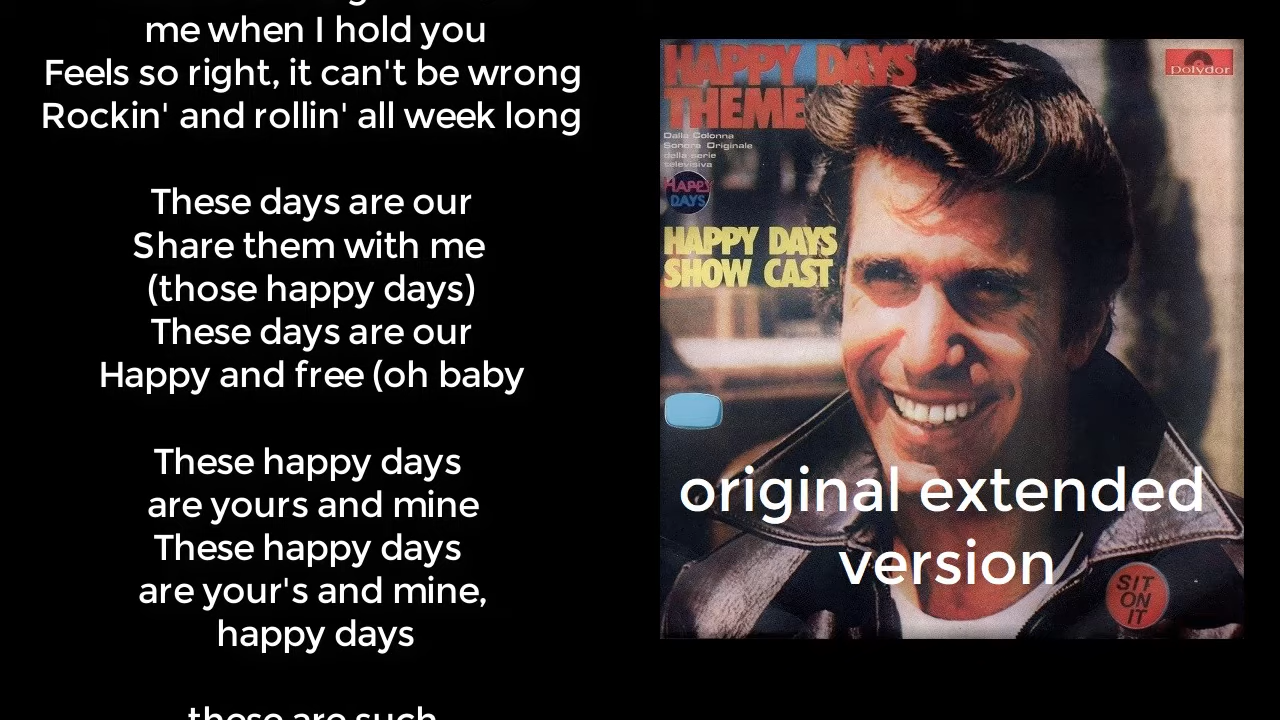 me when I hold you
Feels so right, it can't be wrong
Rockin' and rollin' all week long
These days are our
Share them with me
(those happy days)
These days are our
Happy and free (oh baby
These happy days
are yours and mine
These happy days
are your's and mine,
happy days
these are such
HAPPY DAYS
THEME
Polydor
Dalla Colonna
Sonora Originale
della serie
televisiva
HAPPY
DAYS
HAPPY DAYS
SHOW CAST
original extended
version
SIT
ON
IT